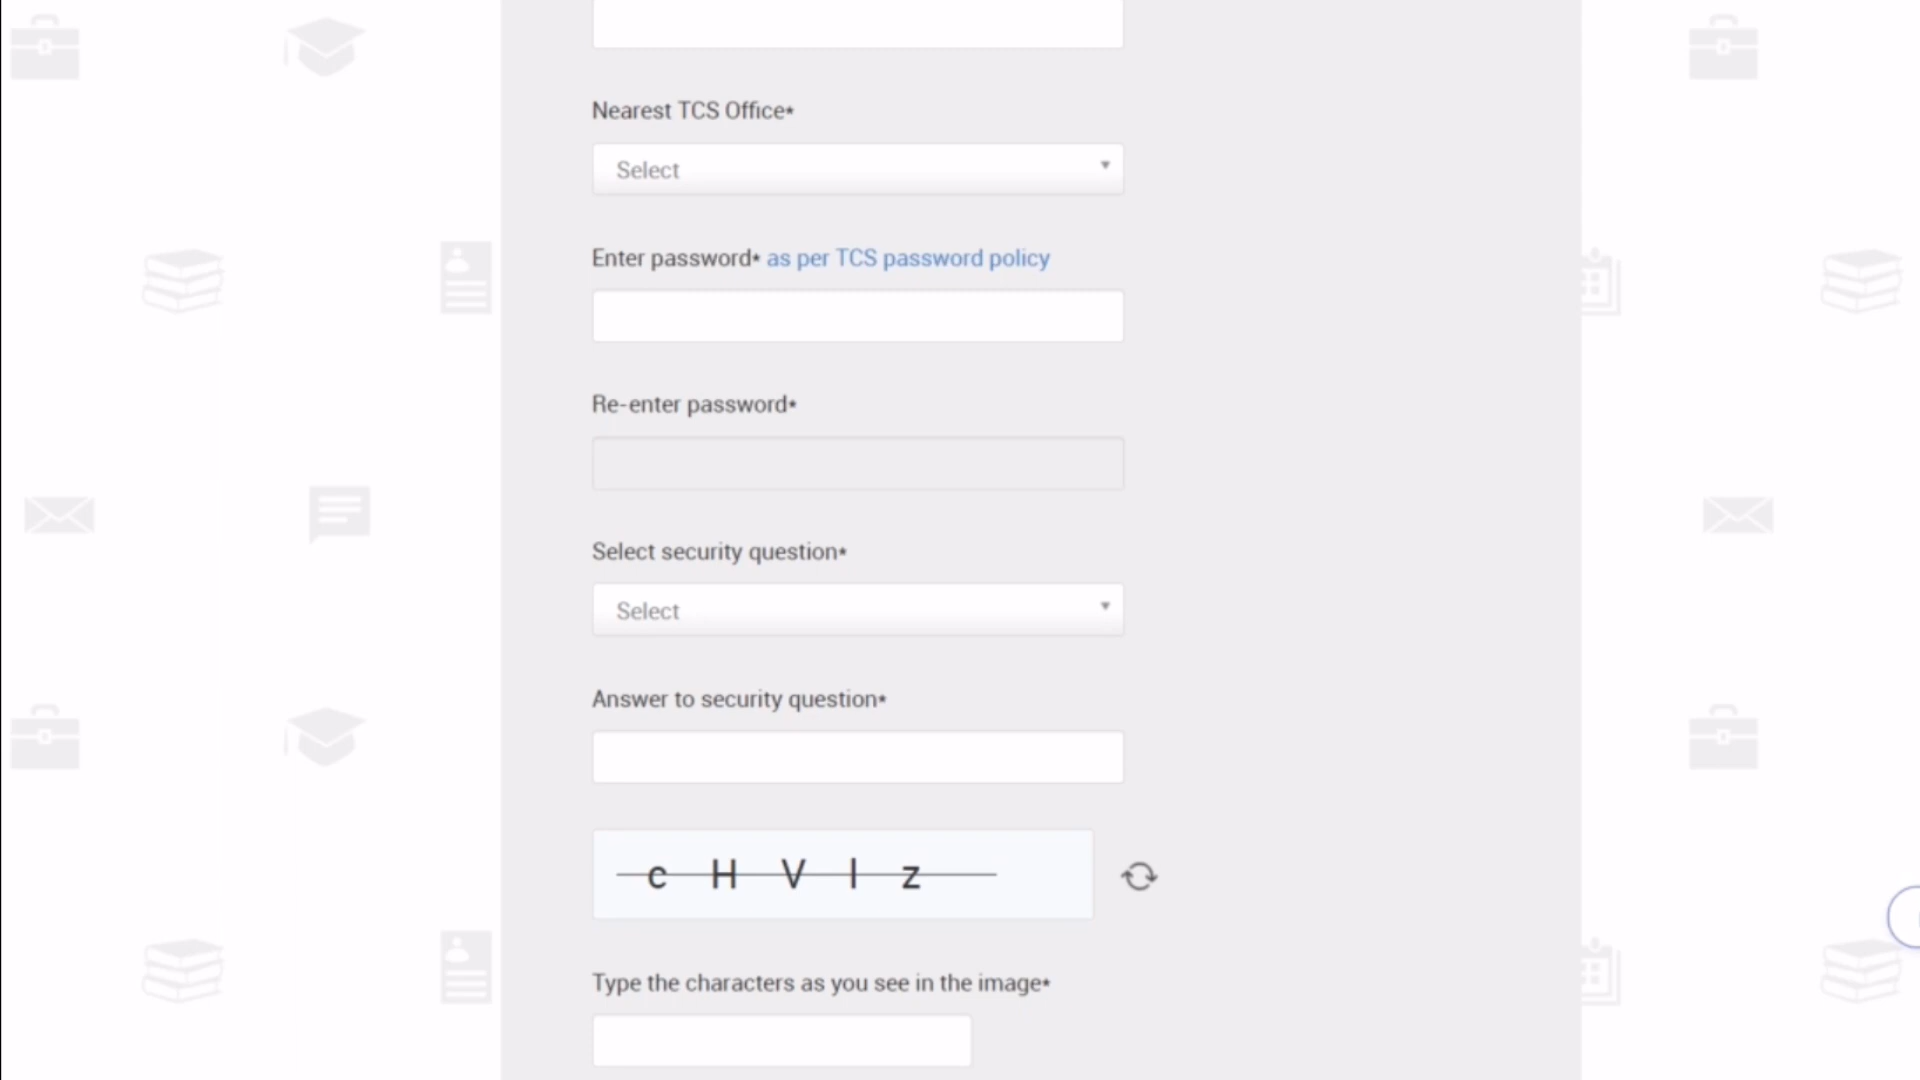 Nearest TCS Office*
Select
Enter password* as per TCS password policy
Re-enter password*
Select security question*
Select
Answer to security question*
c H V l z
Type the characters as you see in the image*